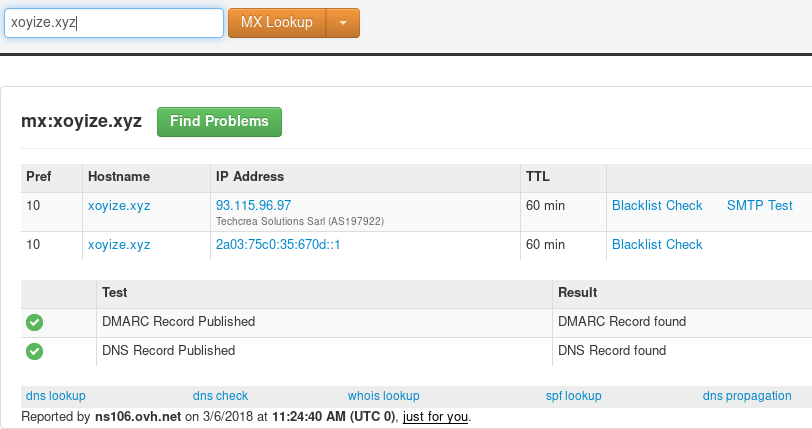 xoyize.xyz MX Lookup
mx:xoyize.xyz Find Problems
Pref Hostname IP Address TTL
10 xoyize.xyz 93.115.96.97 60 min Blacklist Check SMTP Test
Techcrea Solutions Sarl (AS197922)
10 xoyize.xyz 2a03:75c0:35:670d::1 60 min Blacklist Check
Test Result
DMARC Record Published DMARC Record found
DNS Record Published DNS Record found
dns lookup dns check whois lookup spf lookup dns propagation
Reported by ns106.ovh.net on 3/6/2018 at 11:24:40 AM (UTC 0), just for you.